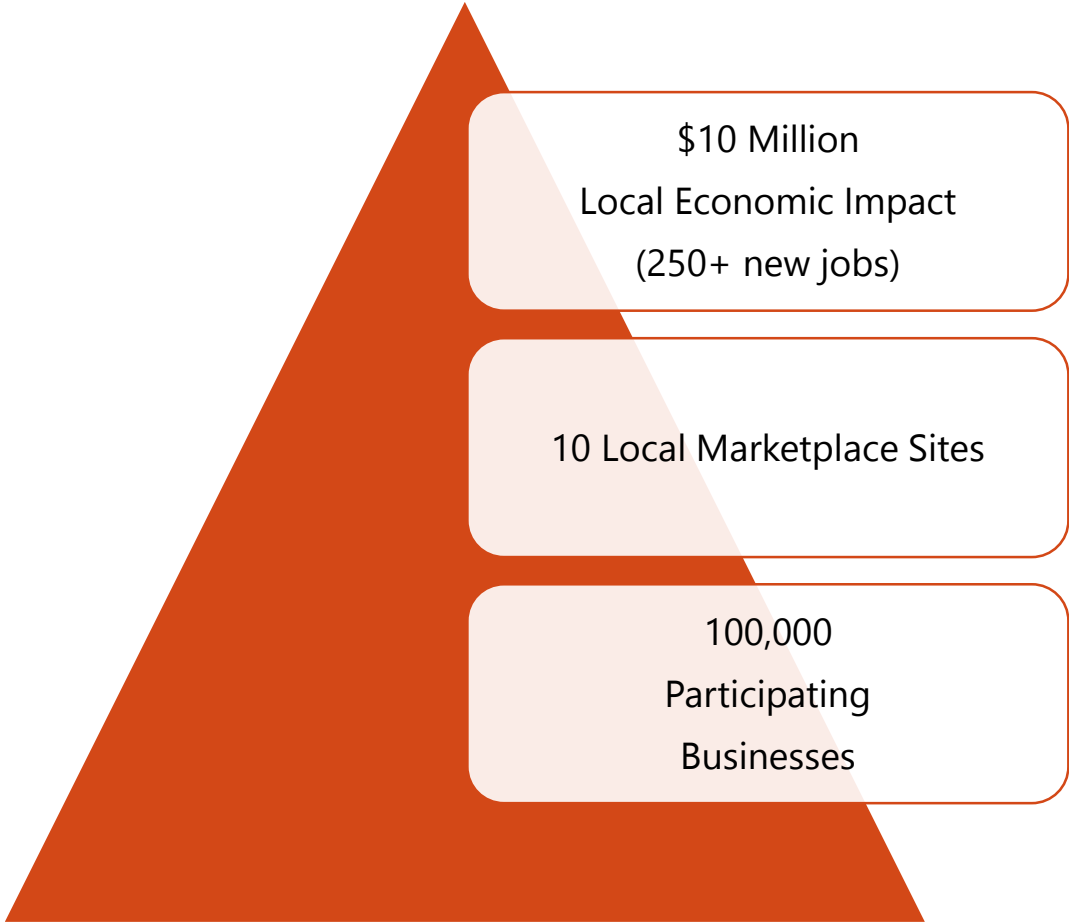 $10 Million
Local Economic Impact
(250+ new jobs)
10 Local Marketplace Sites
100,000
Participating
Businesses